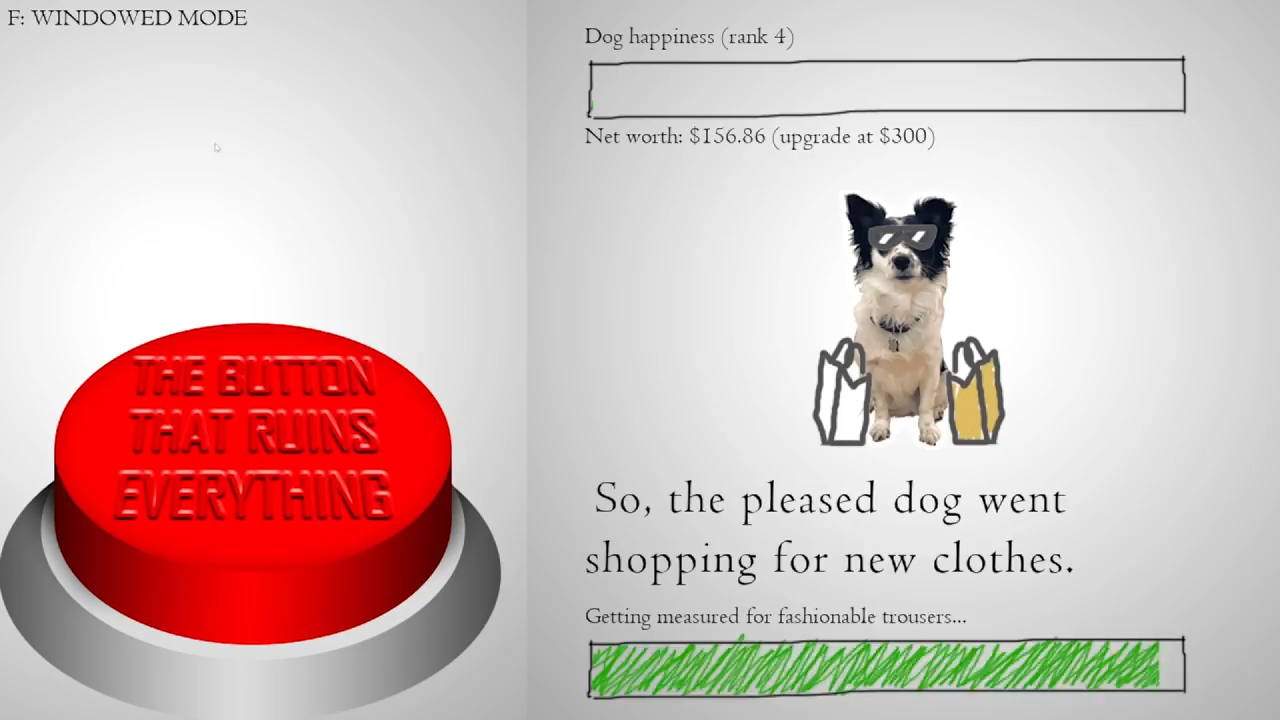 F: WINDOWED MODE
THE BUTTON
THAT RUINS
EVERYTHING
Dog happiness (rank 4)
Net worth: $156.86 (upgrade at $300)
So, the pleased dog went
shopping for new clothes.
Getting measured for fashionable trousers...